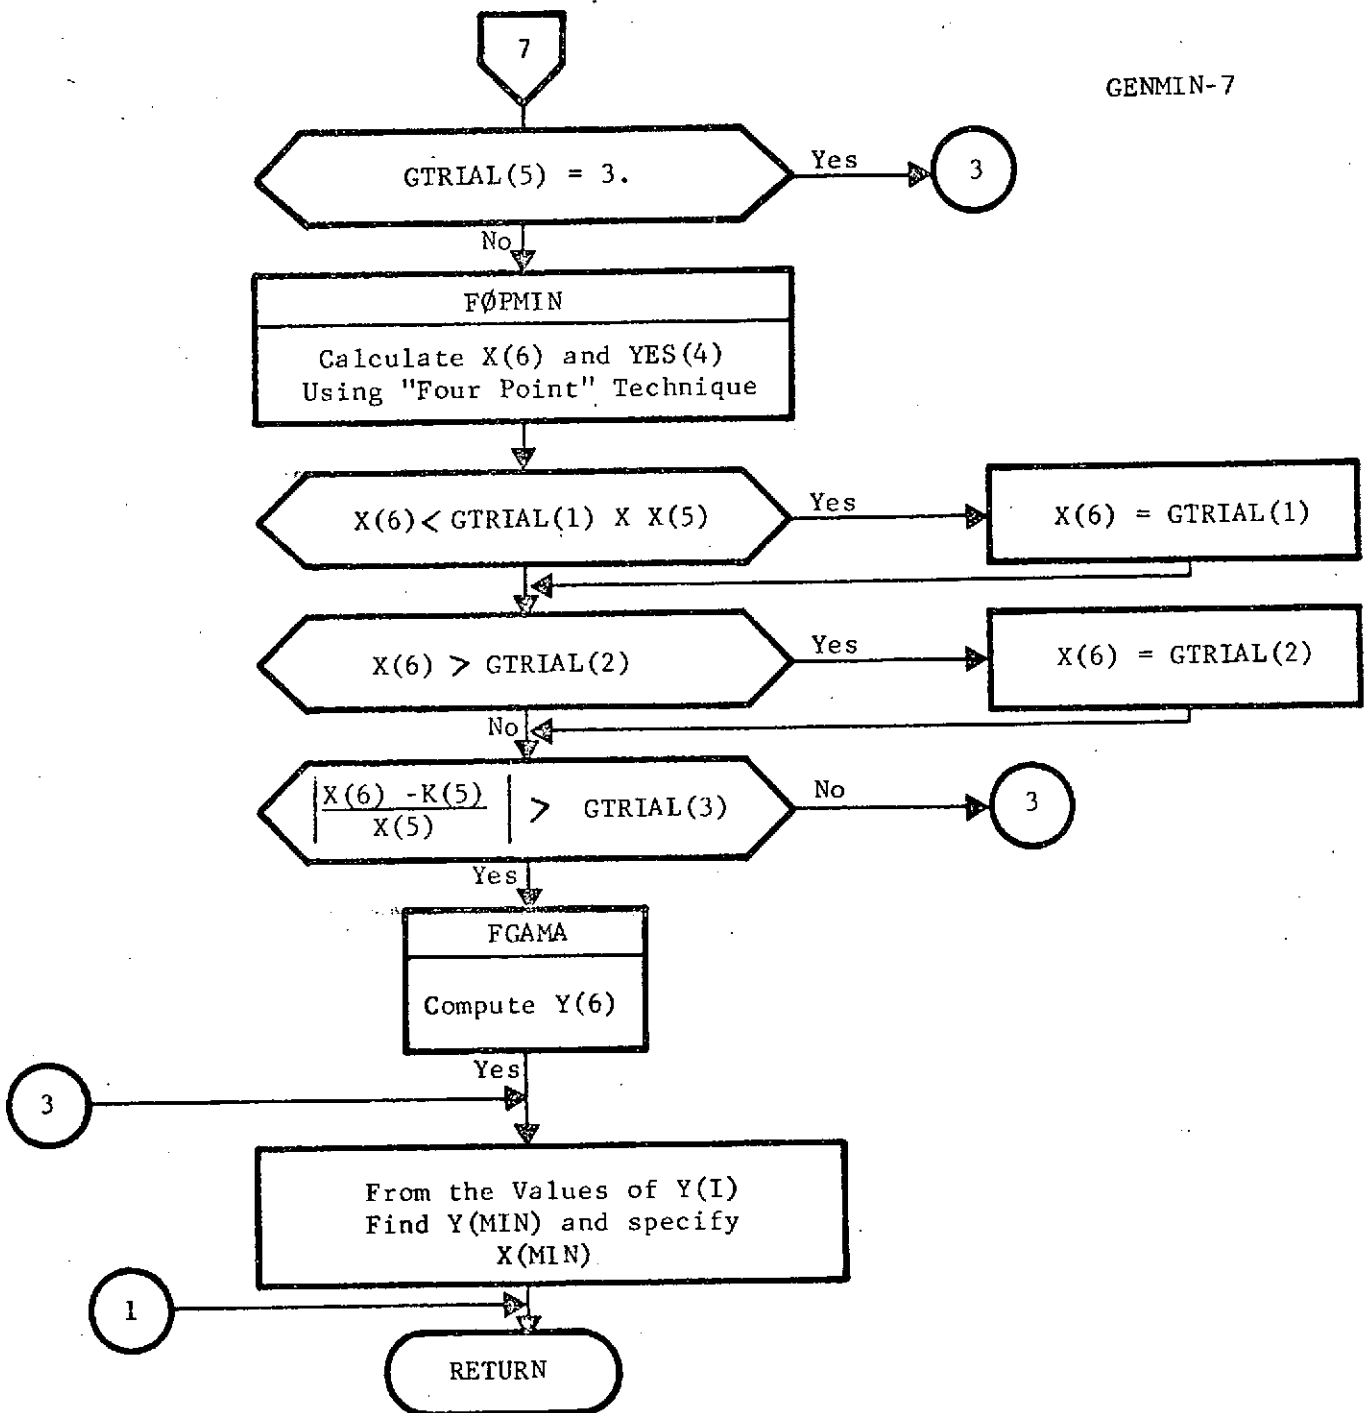 7
GENMIN-7
GTRIAL(5) = 3.
Yes
3
No
FØPMIN
Calculate X(6) and YES(4)
Using "Four Point" Technique
X(6)< GTRIAL(1) X X(5)
Yes
X(6) = GTRIAL(1)
X(6) > GTRIAL(2)
Yes
X(6) = GTRIAL(2)
No
|X(6) -K(5)
X(5)| > GTRIAL(3)
No
3
Yes
FGAMA
Compute Y(6)
Yes
3
From the Values of Y(I)
Find Y(MIN) and specify
X(MIN)
1
RETURN